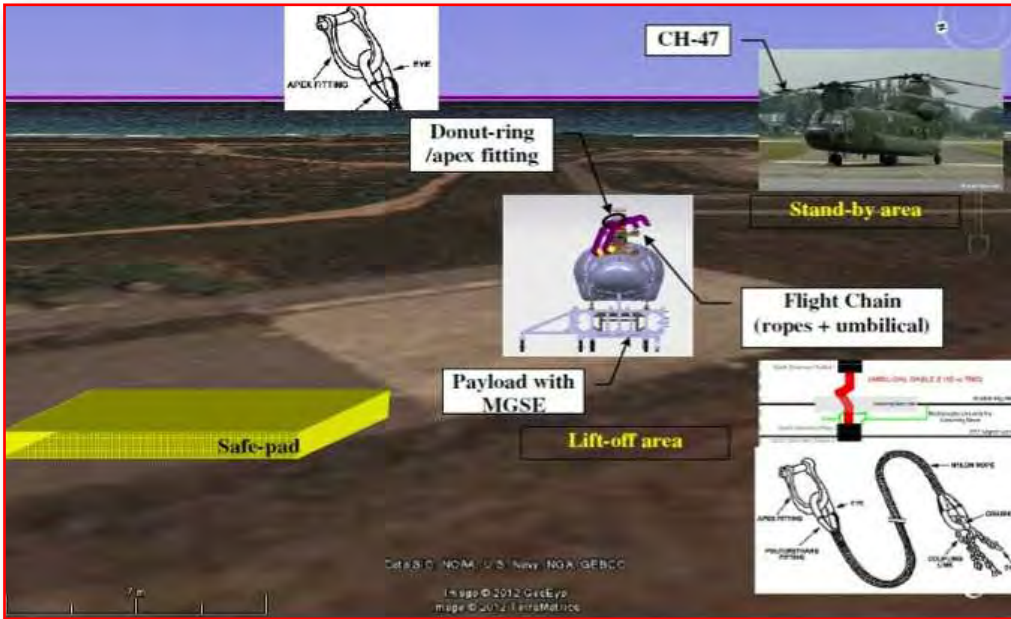 EYE
APEX FITTING
CH-47
Donut-ring
/apex fitting
Stand-by area
Flight Chain
(ropes + umbilical)
Payload with
MGSE
Lift-off area
Safe-pad
NYLON ROPE
EYE
APEX FITTING
POLYURETHANE
FITTING
COUPLING
LINK
Data SIO, NOAA, U.S. Navy, NGA, GEBCO
Image © 2012 GeoEye
Image © 2012 TerraMetrics